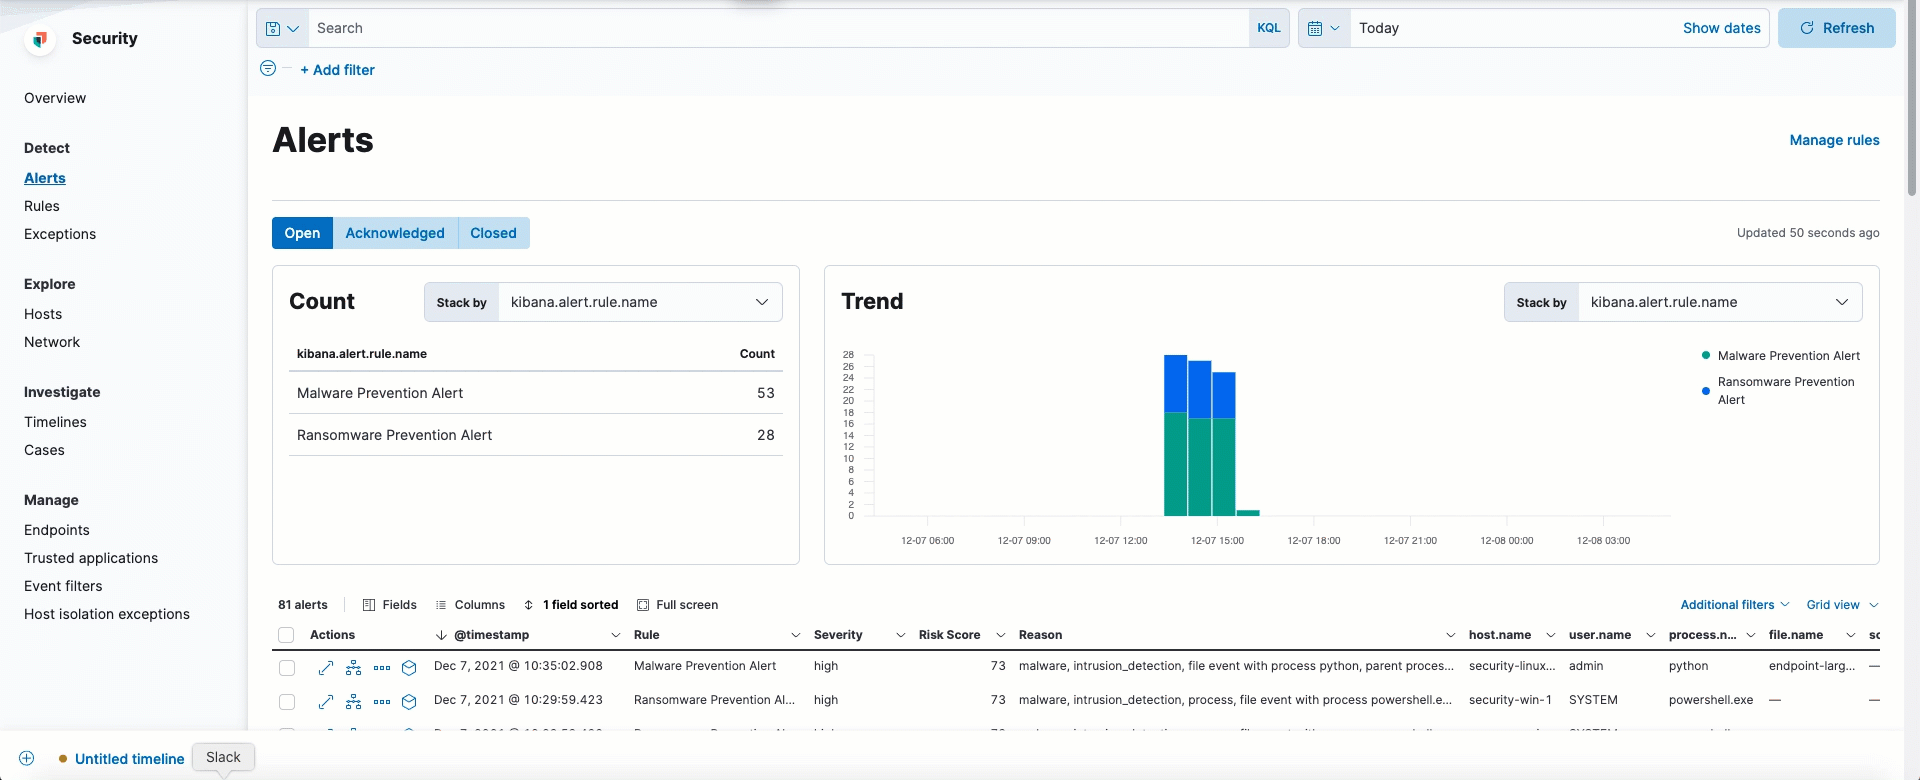 Security
Search
KQL
Today
Show dates
Refresh
+ Add filter
Overview
Detect
Alerts
Rules
Exceptions
Explore
Hosts
Network
Investigate
Timelines
Cases
Manage
Endpoints
Trusted applications
Event filters
Host isolation exceptions
Alerts
Manage rules
Open Acknowledged Closed
Updated 50 seconds ago
Count
Stack by kibana.alert.rule.name
kibana.alert.rule.name Count
Malware Prevention Alert 53
Ransomware Prevention Alert 28
Trend
Stack by kibana.alert.rule.name
28
26
24
22
20
18
16
14
12
10
8
6
4
2
0
12-07 06:00 12-07 09:00 12-07 12:00 12-07 15:00 12-07 18:00 12-07 21:00 12-08 00:00 12-08 03:00
Malware Prevention Alert
Ransomware Prevention
Alert
81 alerts Fields Columns 1 field sorted Full screen Additional filters Grid view
Actions @timestamp Rule Severity Risk Score Reason host.name user.name process.n... file.name sc
Dec 7, 2021 @ 10:35:02.908 Malware Prevention Alert high 73 malware, intrusion_detection, file event with process python, parent proces... security-linux... admin python endpoint-larg... —
Dec 7, 2021 @ 10:29:59.423 Ransomware Prevention Al... high 73 malware, intrusion_detection, process, file event with process powershell.e... security-win-1 SYSTEM powershell.exe — —
Untitled timeline
Slack